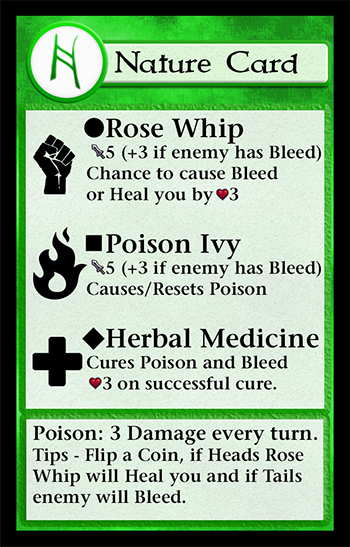 Nature Card
Rose Whip
5 (+3 if enemy has Bleed)
Chance to cause Bleed
or Heal you by ❤3
Poison Ivy
5 (+3 if enemy has Bleed)
Causes/Resets Poison
Herbal Medicine
Cures Poison and Bleed
❤3 on successful cure.
Poison: 3 Damage every turn.
Tips - Flip a Coin, if Heads Rose
Whip will Heal you and if Tails
enemy will Bleed.